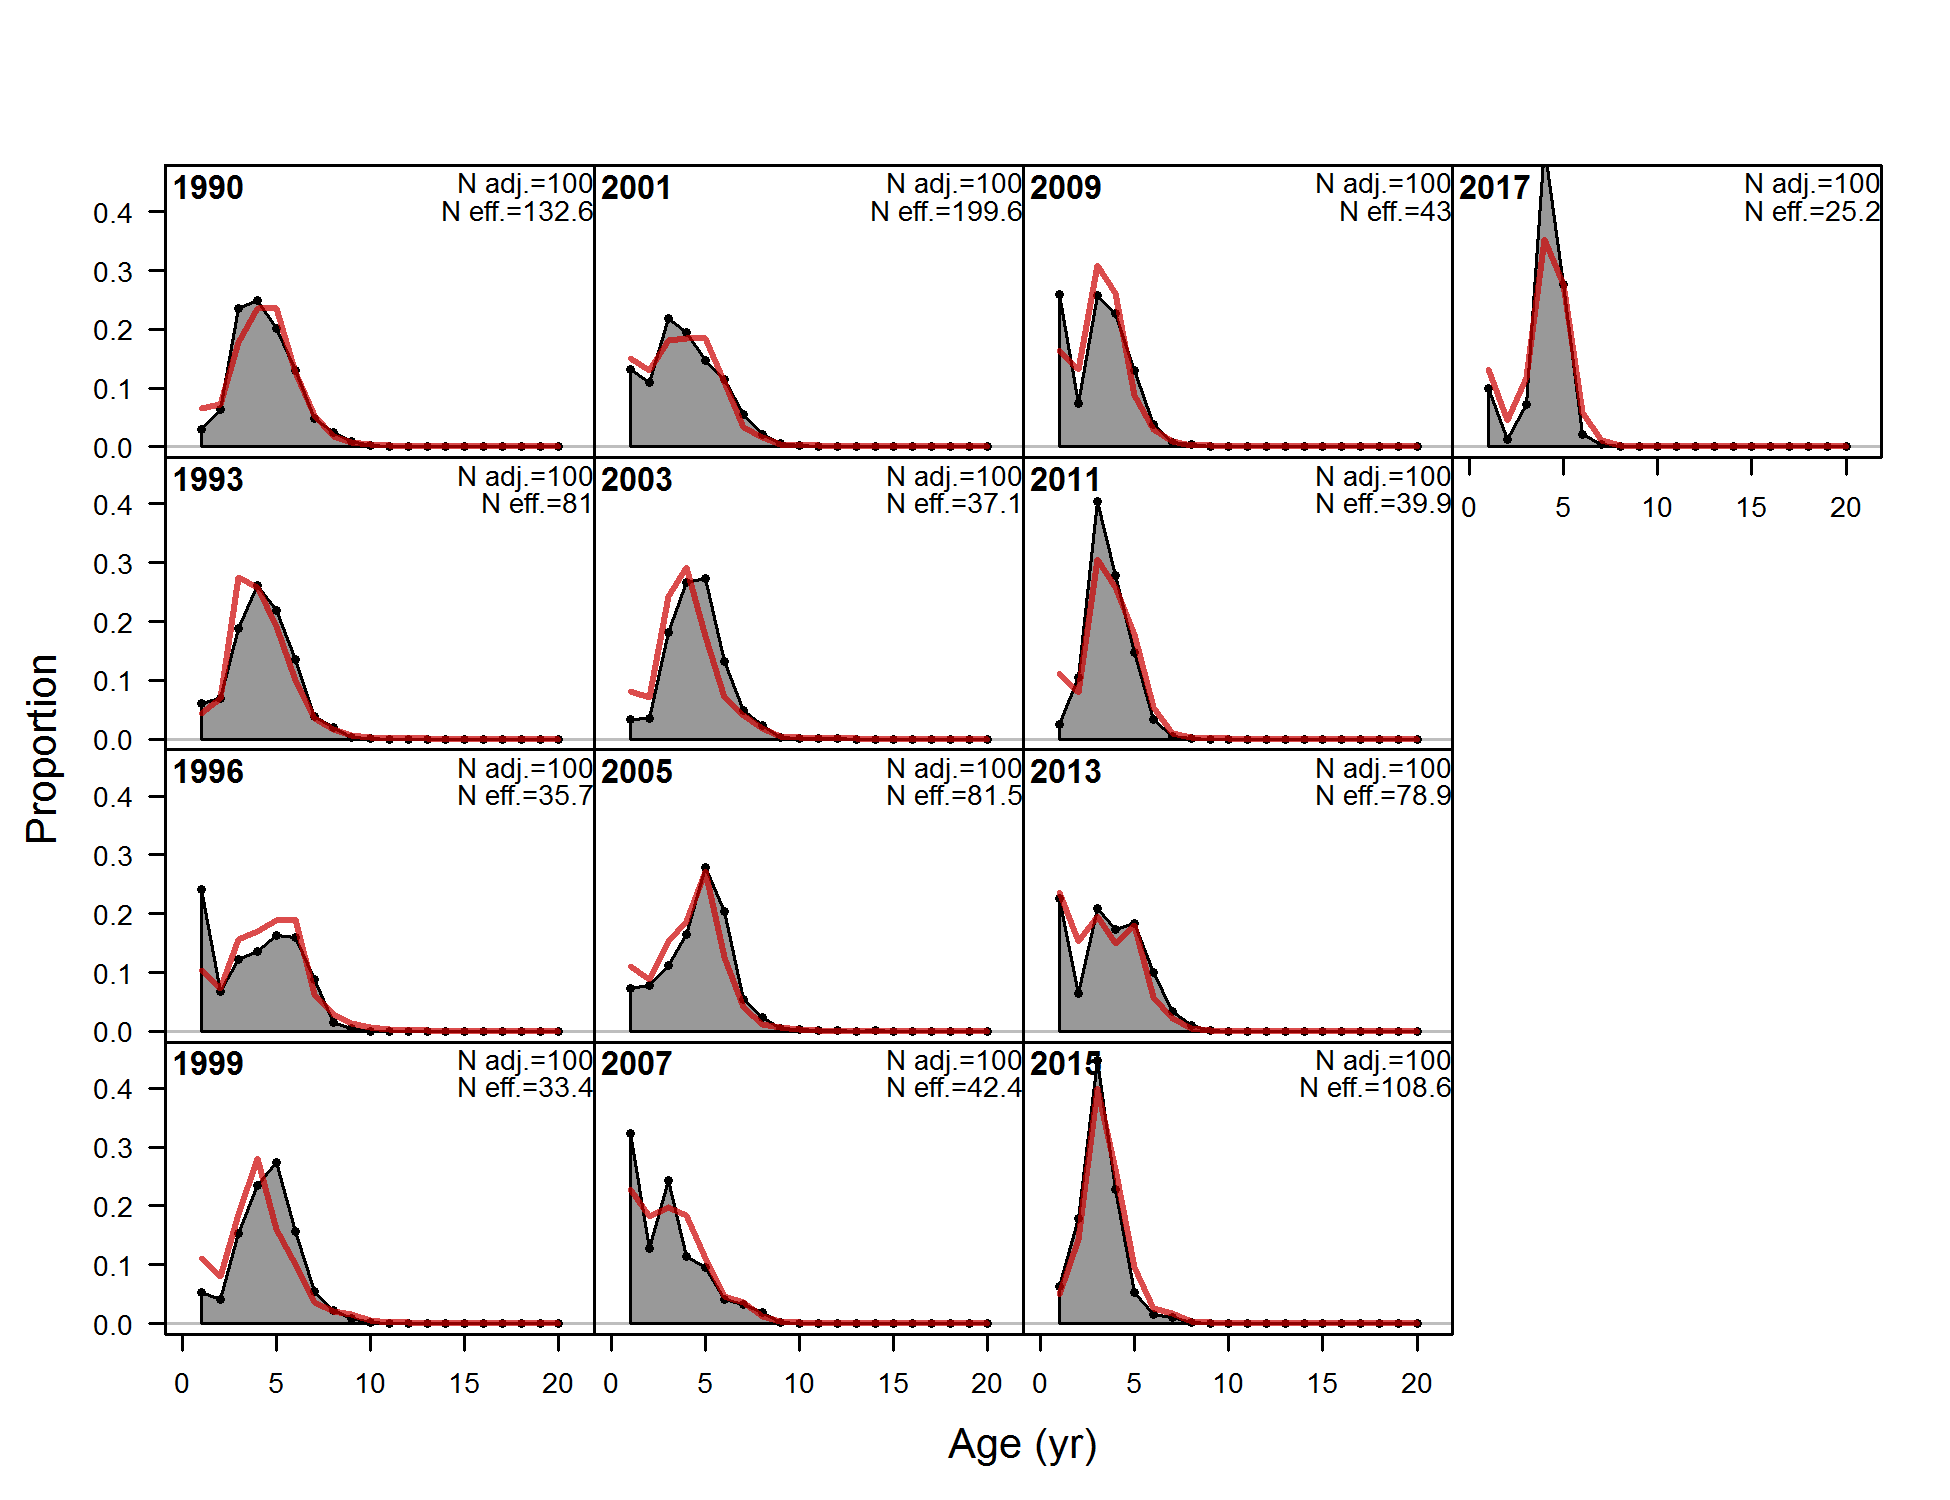 1990
N adj.=100
N eff.=132.6
2001
N adj.=100
N eff.=199.6
2009
N adj.=100
N eff.=43
2017
N adj.=100
N eff.=25.2
0.4
0.3
0.2
0.1
0.0
0 5 10 15 20
1993
N adj.=100
N eff.=81
2003
N adj.=100
N eff.=37.1
2011
N adj.=100
N eff.=39.9
0.4
0.3
0.2
0.1
0.0
1996
N adj.=100
N eff.=35.7
2005
N adj.=100
N eff.=81.5
2013
N adj.=100
N eff.=78.9
0.4
0.3
0.2
0.1
0.0
1999
N adj.=100
N eff.=33.4
2007
N adj.=100
N eff.=42.4
2015
N adj.=100
N eff.=108.6
0.4
0.3
0.2
0.1
0.0
0 5 10 15 20
0 5 10 15 20
0 5 10 15 20
Proportion
Age (yr)